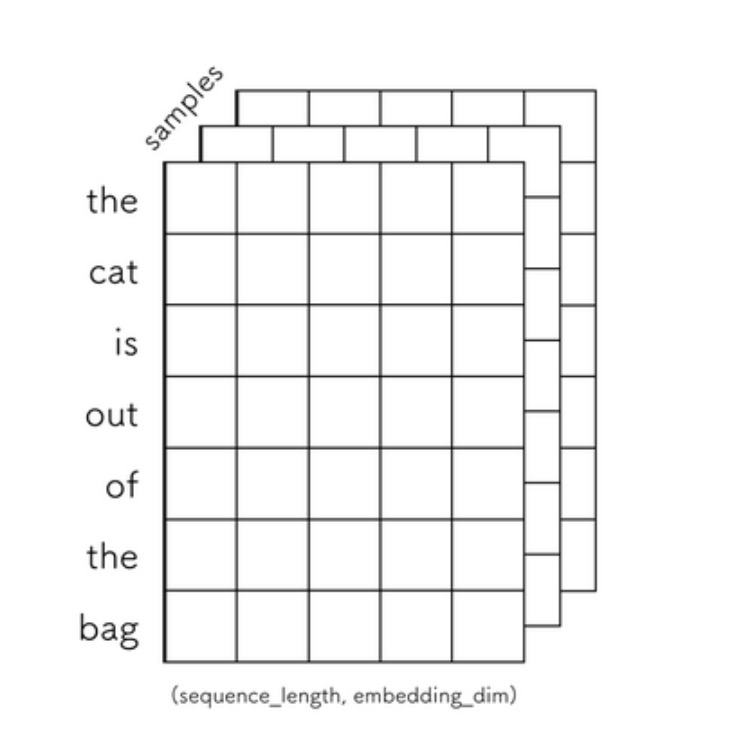 samples
the
cat
is
out
of
the
bag
(sequence_length, embedding_dim)